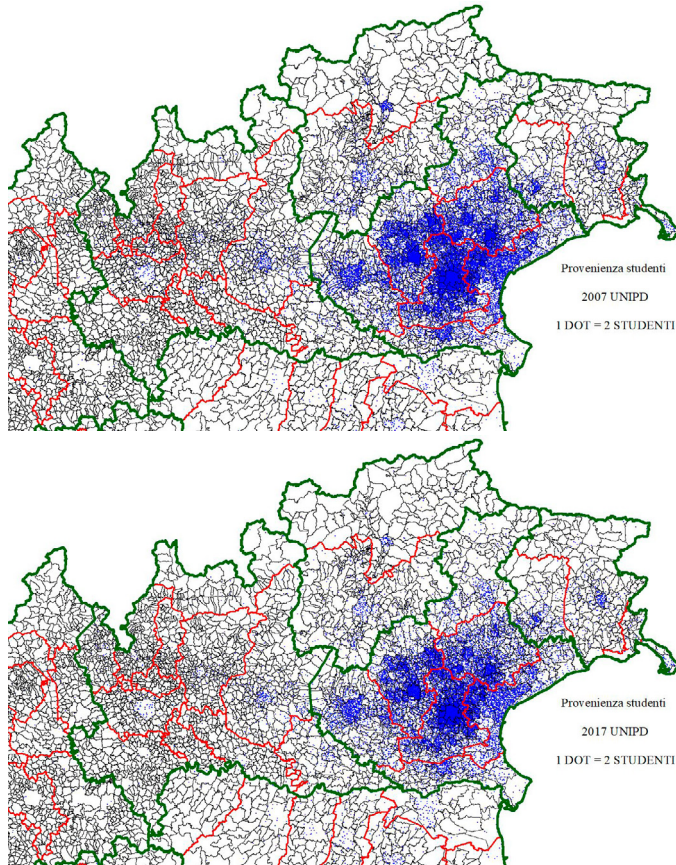 Provenienza studenti
2007 UNIPD
1 DOT = 2 STUDENTI
Provenienza studenti
2017 UNIPD
1 DOT = 2 STUDENTI